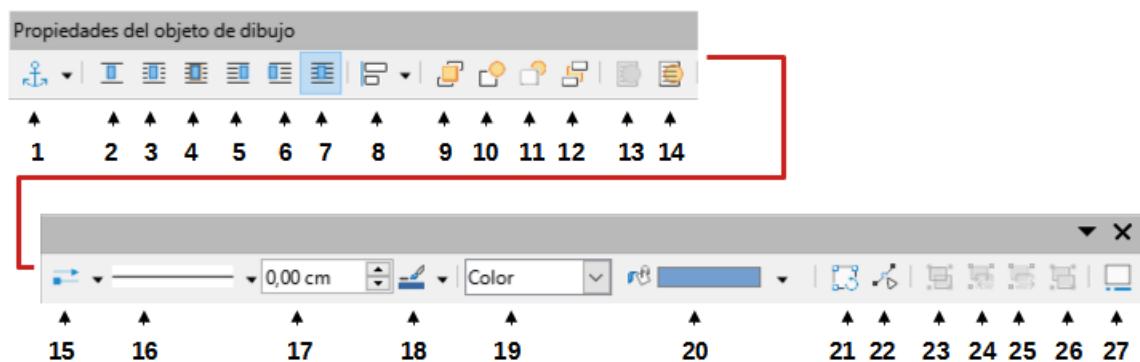 Propiedades del objeto de dibujo
1 2 3 4 5 6 7 8 9 10 11 12 13 14
0,00 cm Color
15 16 17 18 19 20 21 22 23 24 25 26 27